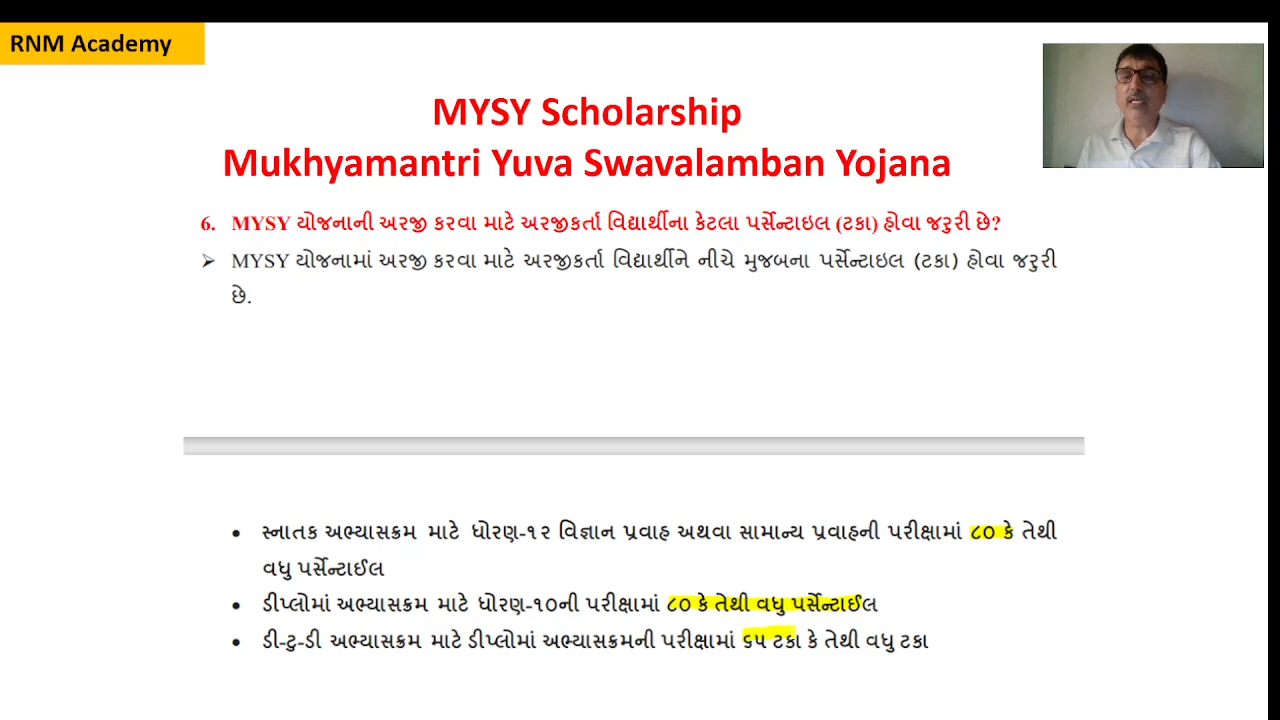 RNM Academy
MYSY Scholarship
Mukhyamantri Yuva Swavalamban Yojana
6. MYSY યોજનાની અરજી કરવા માટે અરજીકર્તા વિદ્યાર્થીના કેટલા પર્સેન્ટાઇલ (ટકા) હોવા જરુરી છે?
➢ MYSY યોજનામાં અરજી કરવા માટે અરજીકર્તા વિદ્યાર્થીને નીચે મુજબના પર્સેન્ટાઇલ (ટકા) હોવા જરુરી
છે.
• સ્નાતક અભ્યાસક્રમ માટે ધોરણ-૧૨ વિજ્ઞાન પ્રવાહ અથવા સામાન્ય પ્રવાહની પરીક્ષામાં ૮૦ કે તેથી
વધુ પર્સેન્ટાઈલ
• ડીપ્લોમાં અભ્યાસક્રમ માટે ધોરણ-૧૦ની પરીક્ષામાં ૮૦ કે તેથી વધુ પર્સેન્ટાઈલ
• ડી-ટુ-ડી અભ્યાસક્રમ માટે ડીપ્લોમાં અભ્યાસક્રમની પરીક્ષામાં ૬૫ ટકા કે તેથી વધુ ટકા